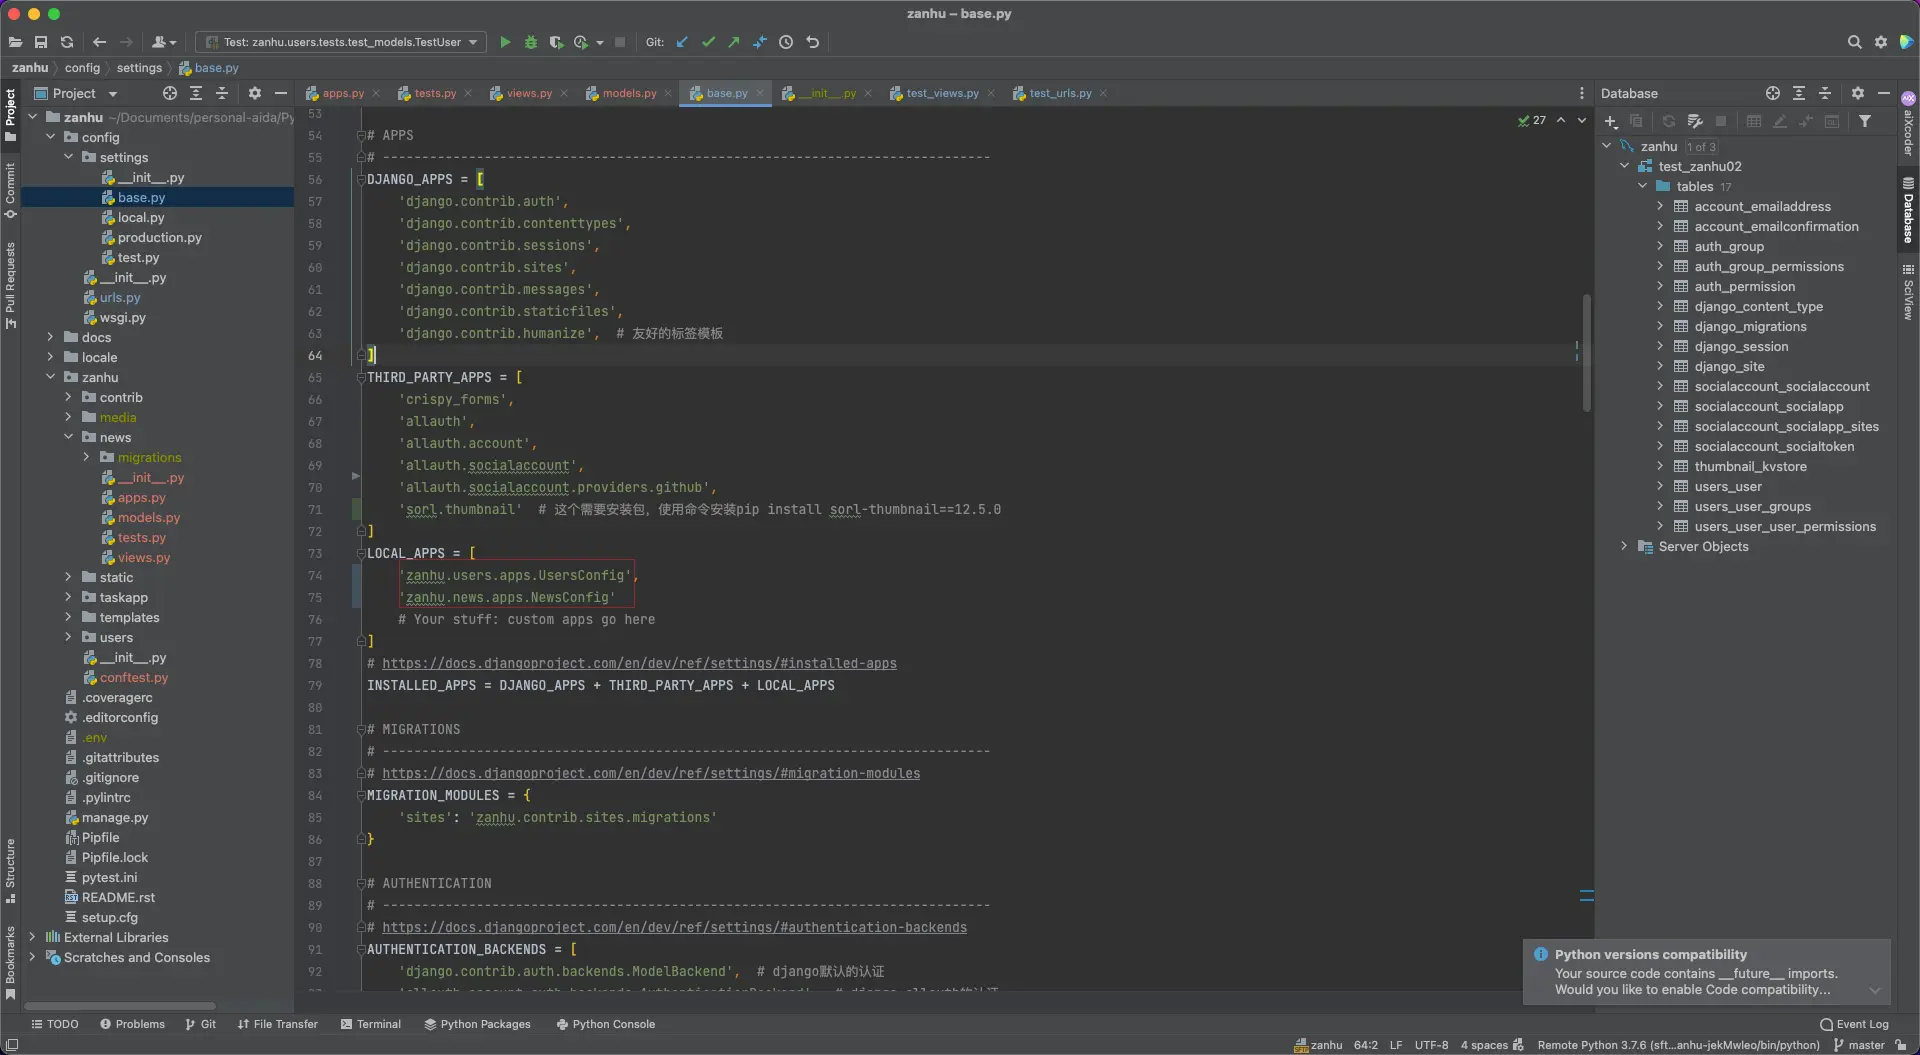 zanhu – base.py
Test: zanhu.users.tests.test_models.TestUser
Git:
zanhu config settings base.py
Project
apps.py
tests.py
views.py
models.py
base.py
__init__.py
test_views.py
test_urls.py
Database
Project
Commit
Pull Requests
Structure
Bookmarks
zanhu ~/Documents/personal-aida/Py
config
settings
__init__.py
base.py
local.py
production.py
test.py
__init__.py
urls.py
wsgi.py
docs
locale
zanhu
contrib
media
news
migrations
__init__.py
apps.py
models.py
tests.py
views.py
static
taskapp
templates
users
__init__.py
conftest.py
.coveragerc
.editorconfig
.env
.gitattributes
.gitignore
.pylintrc
manage.py
Pipfile
Pipfile.lock
pytest.ini
README.rst
setup.cfg
External Libraries
Scratches and Consoles
27
53
54 # APPS
55 # ------------------------------------------------------------------------------
56 DJANGO_APPS = [
57 'django.contrib.auth',
58 'django.contrib.contenttypes',
59 'django.contrib.sessions',
60 'django.contrib.sites',
61 'django.contrib.messages',
62 'django.contrib.staticfiles',
63 'django.contrib.humanize', # 友好的标签模板
64 ]
65 THIRD_PARTY_APPS = [
66 'crispy_forms',
67 'allauth',
68 'allauth.account',
69 'allauth.socialaccount',
70 'allauth.socialaccount.providers.github',
71 'sorl.thumbnail' # 这个需要安装包，使用命令安装pip install sorl-thumbnail==12.5.0
72 ]
73 LOCAL_APPS = [
74 'zanhu.users.apps.UsersConfig',
75 'zanhu.news.apps.NewsConfig'
76 # Your stuff: custom apps go here
77 ]
78 # https://docs.djangoproject.com/en/dev/ref/settings/#installed-apps
79 INSTALLED_APPS = DJANGO_APPS + THIRD_PARTY_APPS + LOCAL_APPS
80
81 # MIGRATIONS
82 # ------------------------------------------------------------------------------
83 # https://docs.djangoproject.com/en/dev/ref/settings/#migration-modules
84 MIGRATION_MODULES = {
85 'sites': 'zanhu.contrib.sites.migrations'
86 }
87
88 # AUTHENTICATION
89 # ------------------------------------------------------------------------------
90 # https://docs.djangoproject.com/en/dev/ref/settings/#authentication-backends
91 AUTHENTICATION_BACKENDS = [
92 'django.contrib.auth.backends.ModelBackend', # django默认的认证
zanhu 1 of 3
test_zanhu02
tables 17
account_emailaddress
account_emailconfirmation
auth_group
auth_group_permissions
auth_permission
django_content_type
django_migrations
django_session
django_site
socialaccount_socialaccount
socialaccount_socialapp
socialaccount_socialapp_sites
socialaccount_socialtoken
thumbnail_kvstore
users_user
users_user_groups
users_user_user_permissions
Server Objects
aiXcoder
Database
SciView
Python versions compatibility
Your source code contains __future__ imports.
Would you like to enable Code compatibility...
TODO
Problems
Git
File Transfer
Terminal
Python Packages
Python Console
Event Log
zanhu 64:2 LF UTF-8 4 spaces Remote Python 3.7.6 (sft...anhu-jekMwleo/bin/python) master